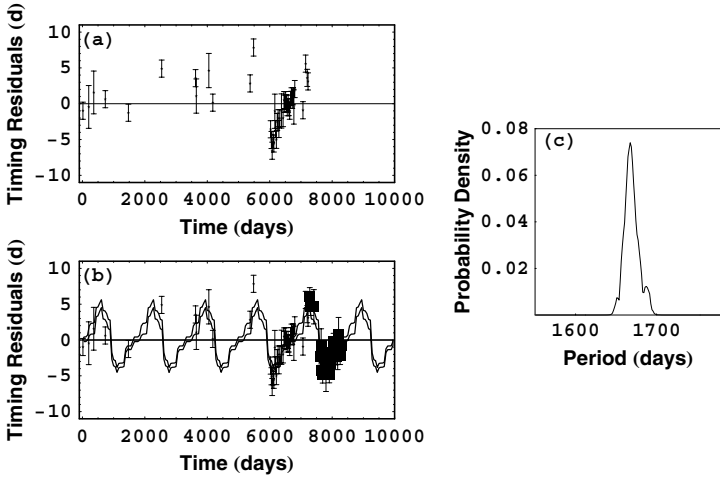 (a)
Timing Residuals (d)
10
5
0
-5
-10
0 2000 4000 6000 8000 10000
Time (days)
(b)
Timing Residuals (d)
10
5
0
-5
-10
0 2000 4000 6000 8000 10000
Time (days)
(c)
Probability Density
0.08
0.06
0.04
0.02
1600 1700
Period (days)